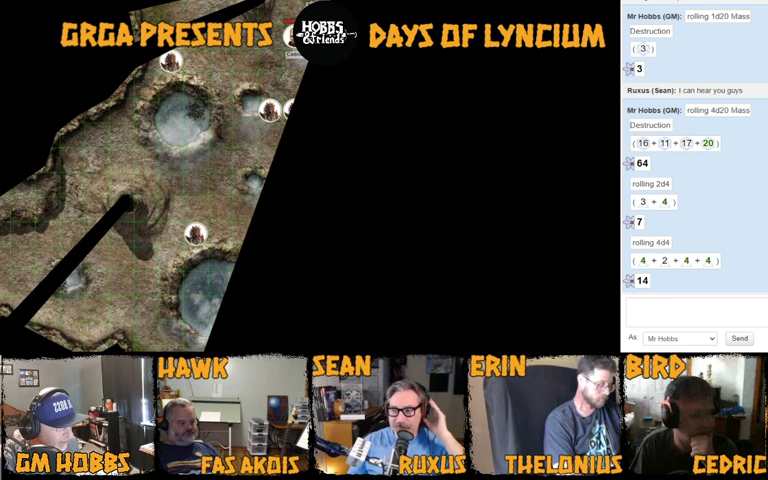 GRGA PRESENTS
HOBBS
&friends
DAYS OF LYNCIUM
Mr Hobbs (GM): rolling 1d20 Mass
Destruction
( 3 )
3
Ruxus (Sean): I can hear you guys
Mr Hobbs (GM): rolling 4d20 Mass
Destruction
( 16 + 11 + 17 + 20 )
64
rolling 2d4
( 3 + 4 )
7
rolling 4d4
( 4 + 2 + 4 + 4 )
14
As: Mr Hobbs Send
HAWK
SEAN
ERIN
BIRD
GM HOBBS
FAS AKOIS
RUXUS
THELONIUS
CEDRIC